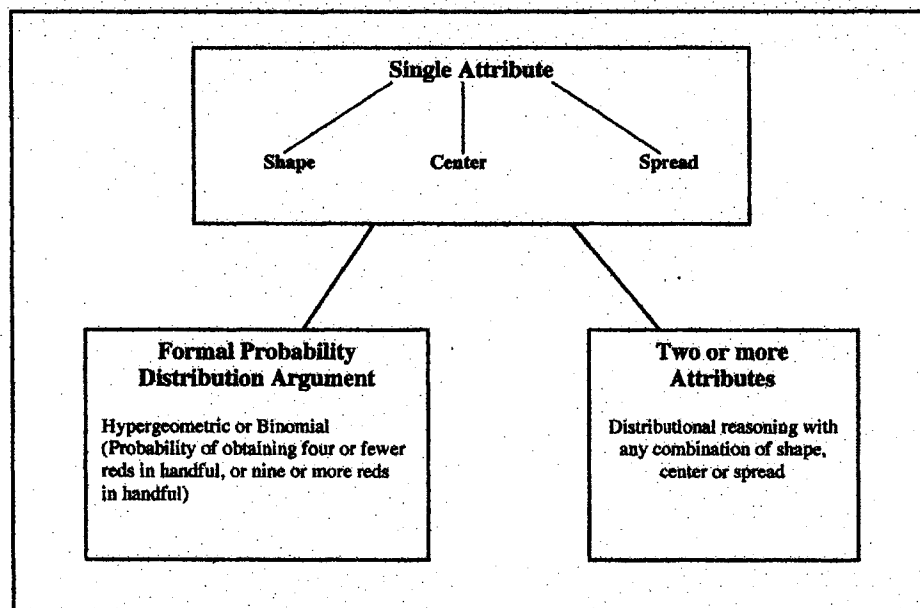 Single Attribute
Shape Center Spread
Formal Probability
Distribution Argument
Hypergeometric or Binomial
(Probability of obtaining four or fewer
reds in handful, or nine or more reds
in handful)
Two or more
Attributes
Distributional reasoning with
any combination of shape,
center or spread